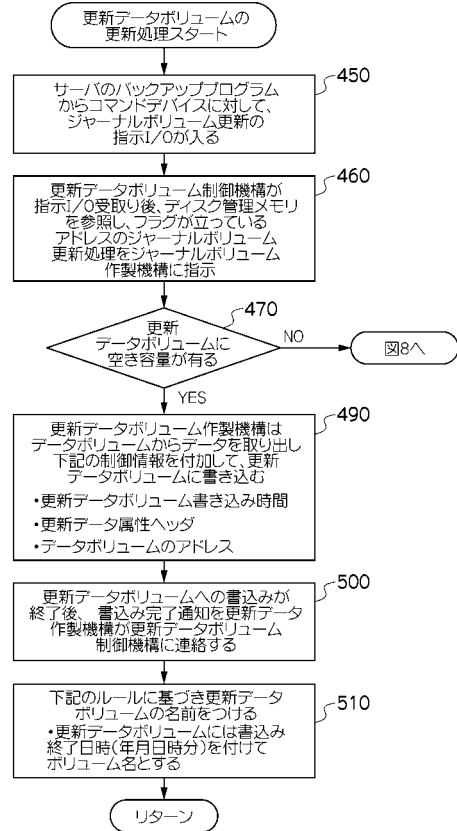 更新データボリュームの
更新処理スタート
450
サーバのバックアッププログラム
からコマンドデバイスに対して、
ジャーナルボリューム更新の
指示I/Oが入る
460
更新データボリューム制御機構が
指示I/O受取り後、ディスク管理メモリ
を参照し、フラグが立っている
アドレスのジャーナルボリューム
更新処理をジャーナルボリューム
作製機構に指示
470
更新
データボリュームに
空き容量が有る
NO
図8へ
YES
490
更新データボリューム作製機構は
データボリュームからデータを取り出し
下記の制御情報を付加して、更新
データボリュームに書き込む
・更新データボリューム書き込み時間
・更新データ属性ヘッダ
・データボリュームのアドレス
500
更新データボリュームへの書込みが
終了後、書込み完了通知を更新データ
作製機構が更新データボリューム
制御機構に連絡する
510
下記のルールに基づき更新データ
ボリュームの名前をつける
・更新データボリュームには書込み
終了日時(年月日時分)を付けて
ボリューム名とする
リターン